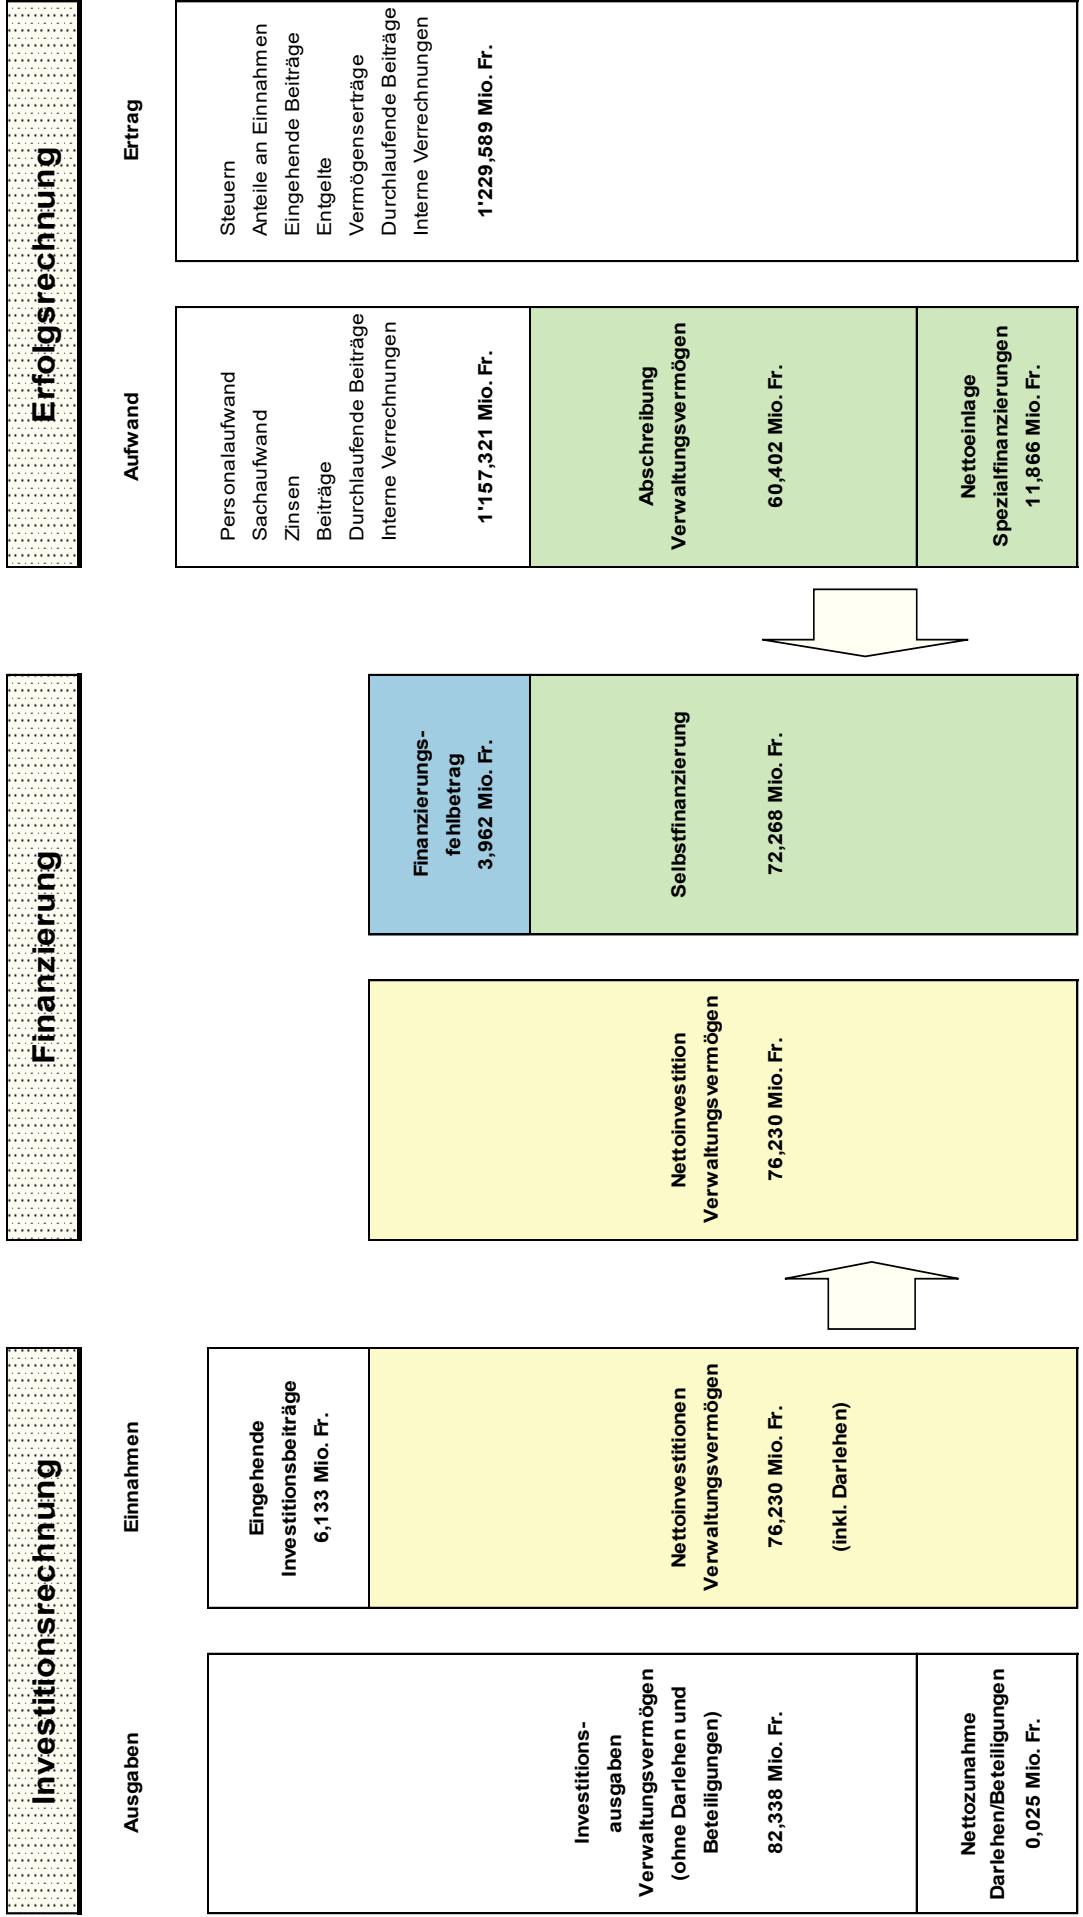 Investitionsrechnung
Ausgaben
Einnahmen
Investitions-
ausgaben
Verwaltungsvermögen
(ohne Darlehen und
Beteiligungen)
82,338 Mio. Fr.
Nettozunahme
Darlehen/Beteiligungen
0,025 Mio. Fr.
Eingehende
Investitionsbeiträge
6,133 Mio. Fr.
Nettoinvestitionen
Verwaltungsvermögen
76,230 Mio. Fr.
(inkl. Darlehen)
Finanzierung
Nettoinvestition
Verwaltungsvermögen
76,230 Mio. Fr.
Finanzierungs-
fehlbetrag
3,962 Mio. Fr.
Selbstfinanzierung
72,268 Mio. Fr.
Erfolgsrechnung
Aufwand
Ertrag
Personalaufwand
Sachaufwand
Zinsen
Beiträge
Durchlaufende Beiträge
Interne Verrechnungen
1'157,321 Mio. Fr.
Abschreibung
Verwaltungsvermögen
60,402 Mio. Fr.
Nettoeinlage
Spezialfinanzierungen
11,866 Mio. Fr.
Steuern
Anteile an Einnahmen
Eingehende Beiträge
Entgelte
Vermögenserträge
Durchlaufende Beiträge
Interne Verrechnungen
1'229,589 Mio. Fr.